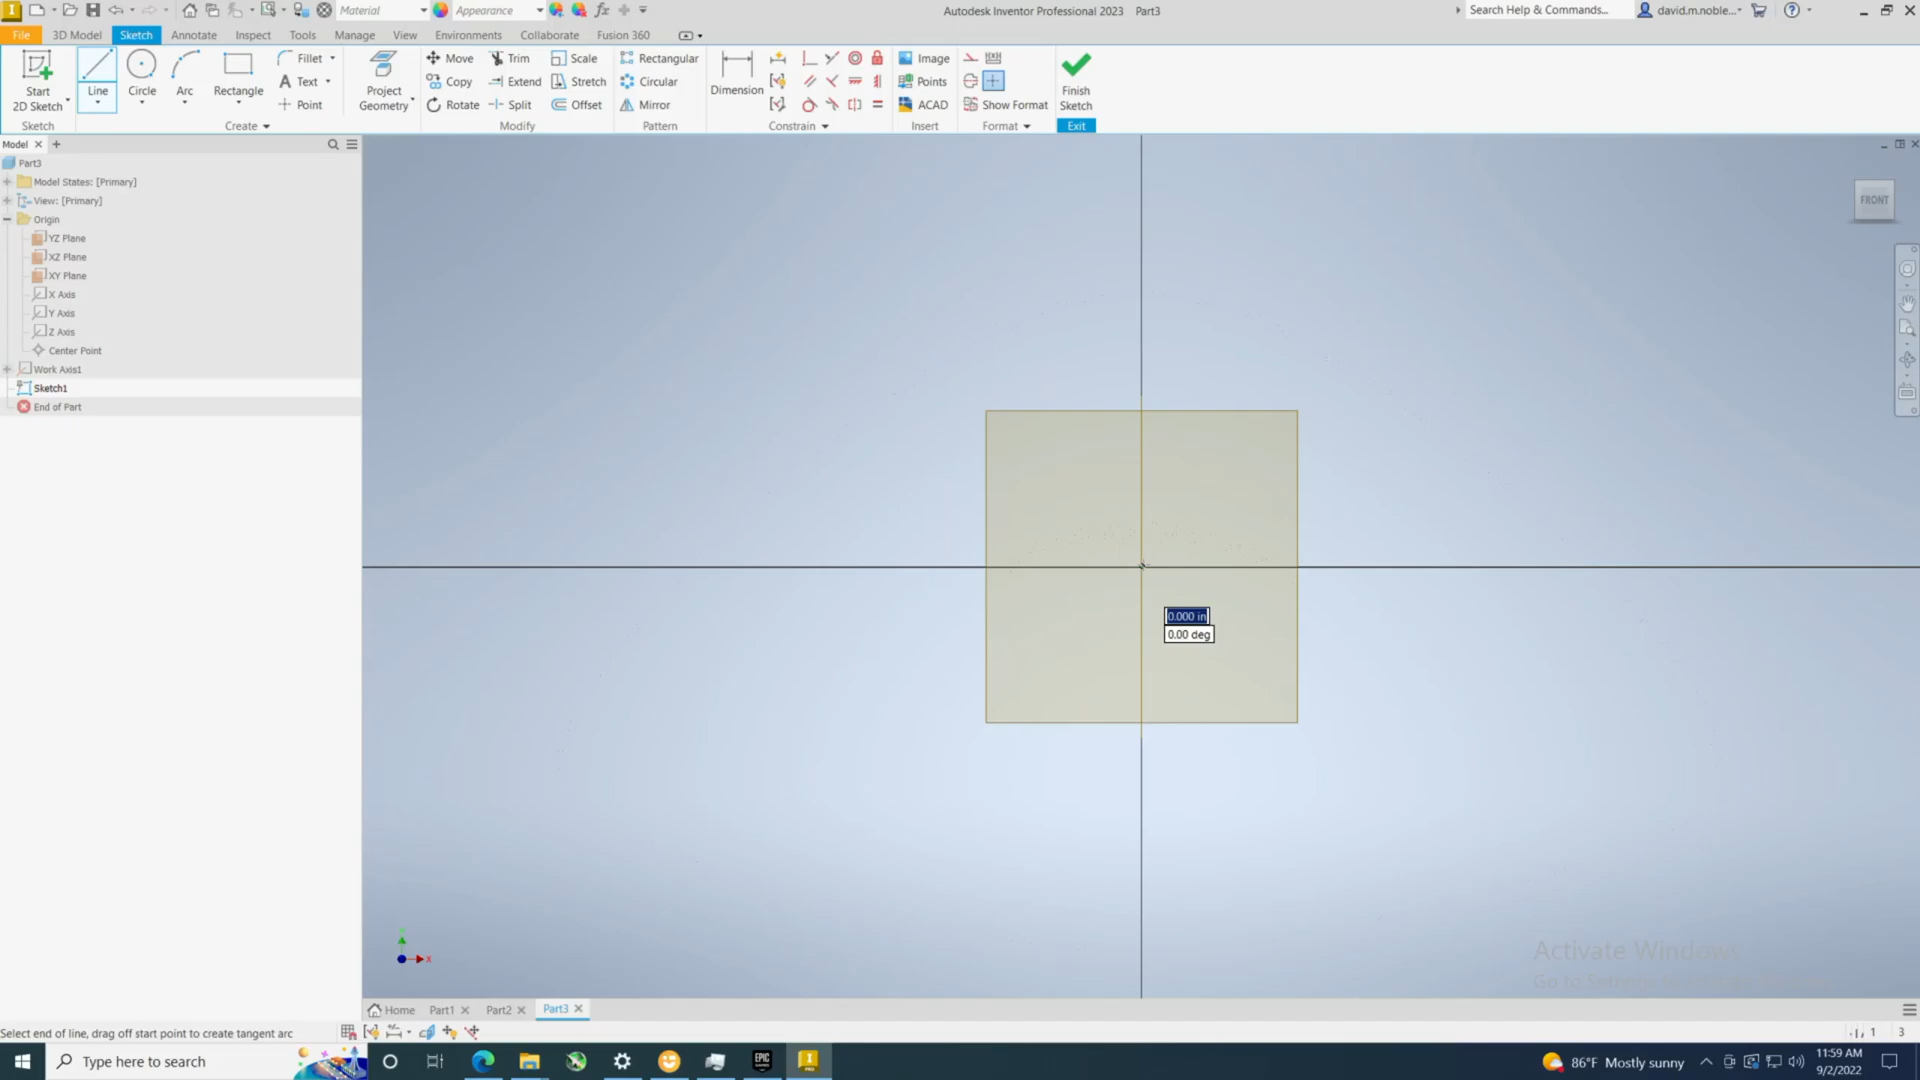 Material
Appearance
Autodesk Inventor Professional 2023 Part3
Search Help & Commands...
david.m.noble...
File 3D Model Sketch Annotate Inspect Tools Manage View Environments Collaborate Fusion 360
Start
2D Sketch
Line
Circle
Arc
Rectangle
Fillet
Text
Point
Project
Geometry
Move
Copy
Rotate
Trim
Extend
Split
Scale
Stretch
Offset
Rectangular
Circular
Mirror
Dimension
Image
Points
ACAD
Show Format
Finish
Sketch
Sketch Create Modify Pattern Constrain Insert Format Exit
Model
Part3
Model States: [Primary]
View: [Primary]
Origin
YZ Plane
XZ Plane
XY Plane
X Axis
Y Axis
Z Axis
Center Point
Work Axis1
Sketch1
End of Part
FRONT
0.000 in
0.00 deg
X
Activate Windows
Home Part1 Part2 Part3
Select end of line, drag off start point to create tangent arc
1 3
Type here to search
EPIC
GAMES
PRO
86°F Mostly sunny
11:59 AM
9/2/2022